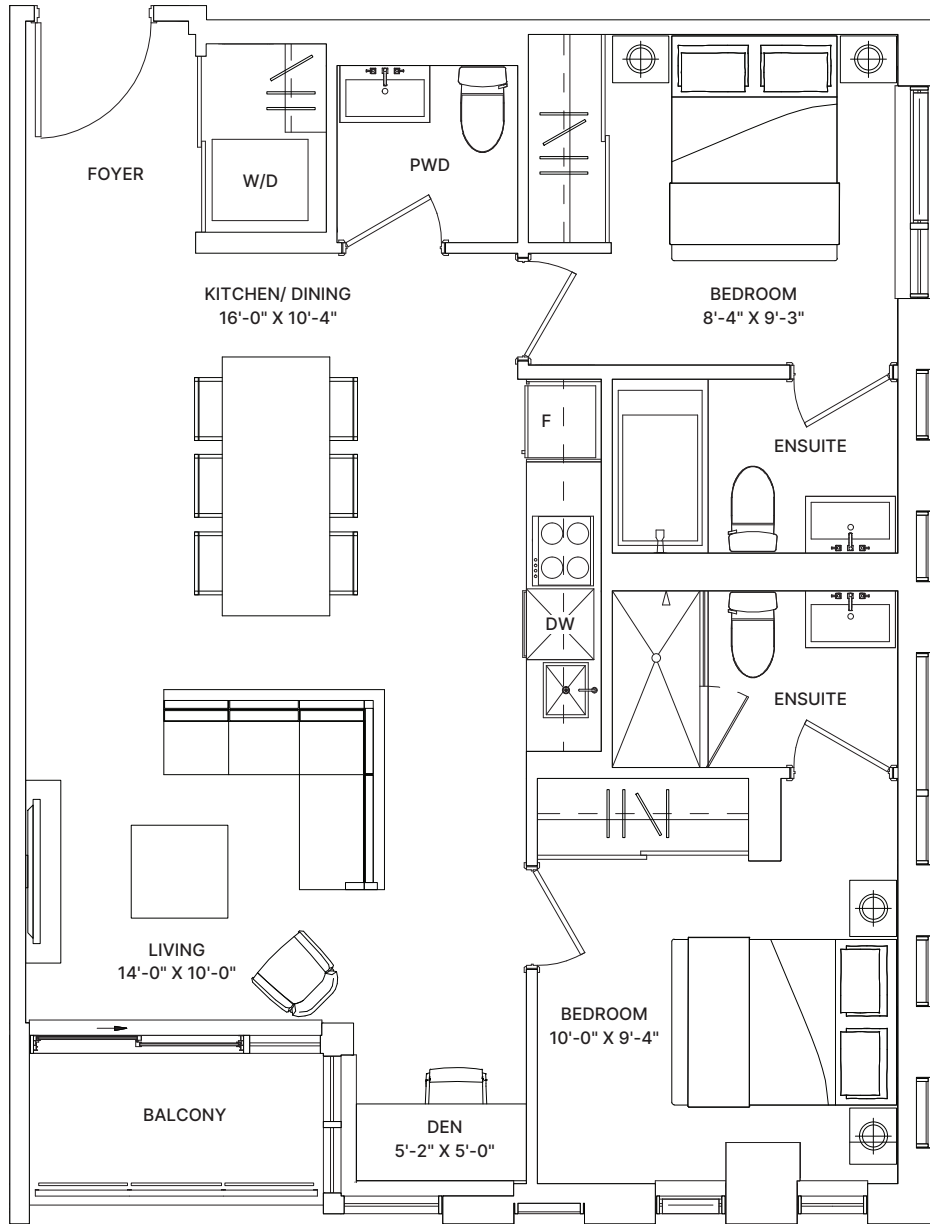 FOYER
W/D
PWD
KITCHEN/ DINING
16'-0" X 10'-4"
BEDROOM
8'-4" X 9'-3"
F
ENSUITE
DW
ENSUITE
LIVING
14'-0" X 10'-0"
BEDROOM
10'-0" X 9'-4"
BALCONY
DEN
5'-2" X 5'-0"